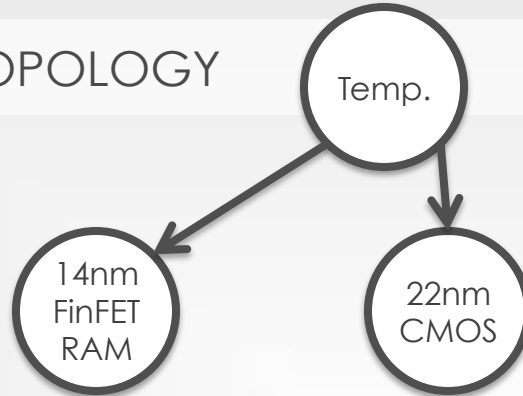 OPOLOGY
Temp.
14nm
FinFET
RAM
22nm
CMOS